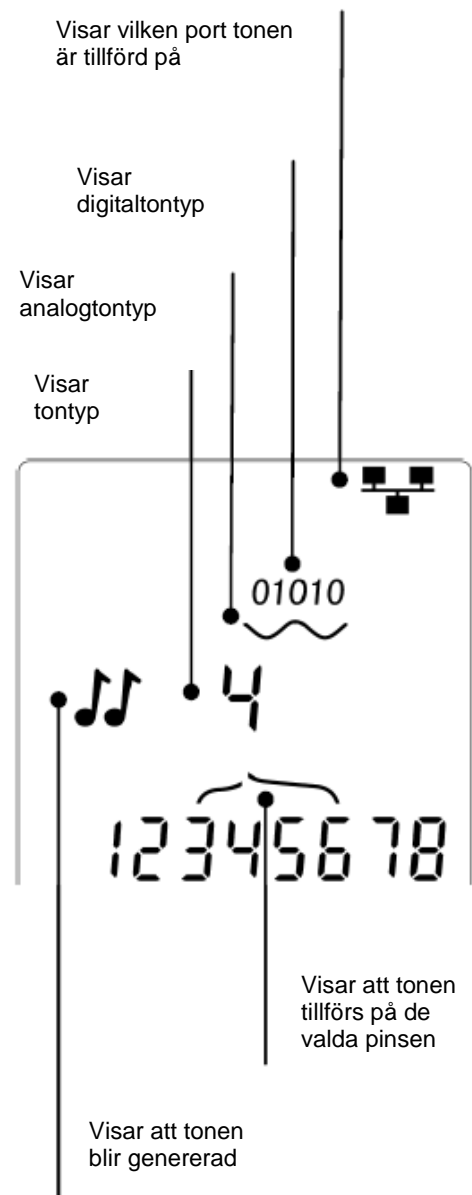 Visar vilken port tonen
är tillförd på
Visar
digitaltontyp
Visar
analogtontyp
Visar
tontyp
01010
4
12345678
Visar att tonen
tillförs på de
valda pinsen
Visar att tonen
blir genererad